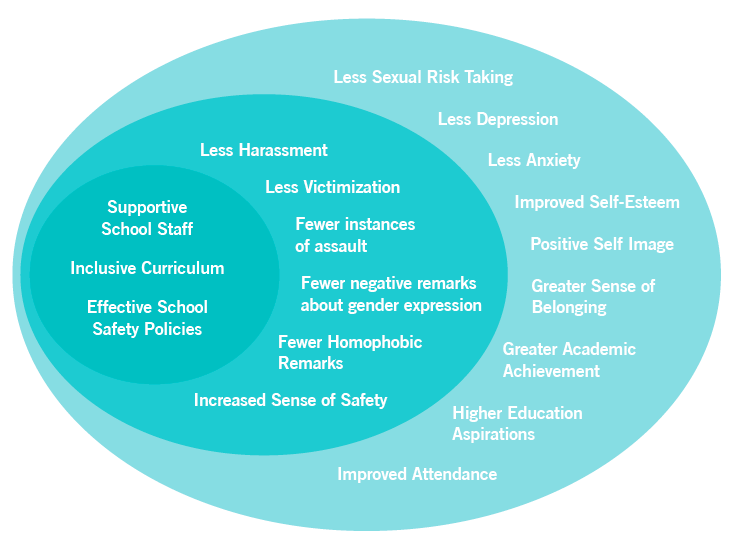 Less Sexual Risk Taking
Less Depression
Less Anxiety
Improved Self-Esteem
Positive Self Image
Greater Sense of
Belonging
Greater Academic
Achievement
Higher Education
Aspirations
Improved Attendance
Less Harassment
Less Victimization
Fewer instances
of assault
Fewer negative remarks
about gender expression
Fewer Homophobic
Remarks
Increased Sense of Safety
Supportive
School Staff
Inclusive Curriculum
Effective School
Safety Policies